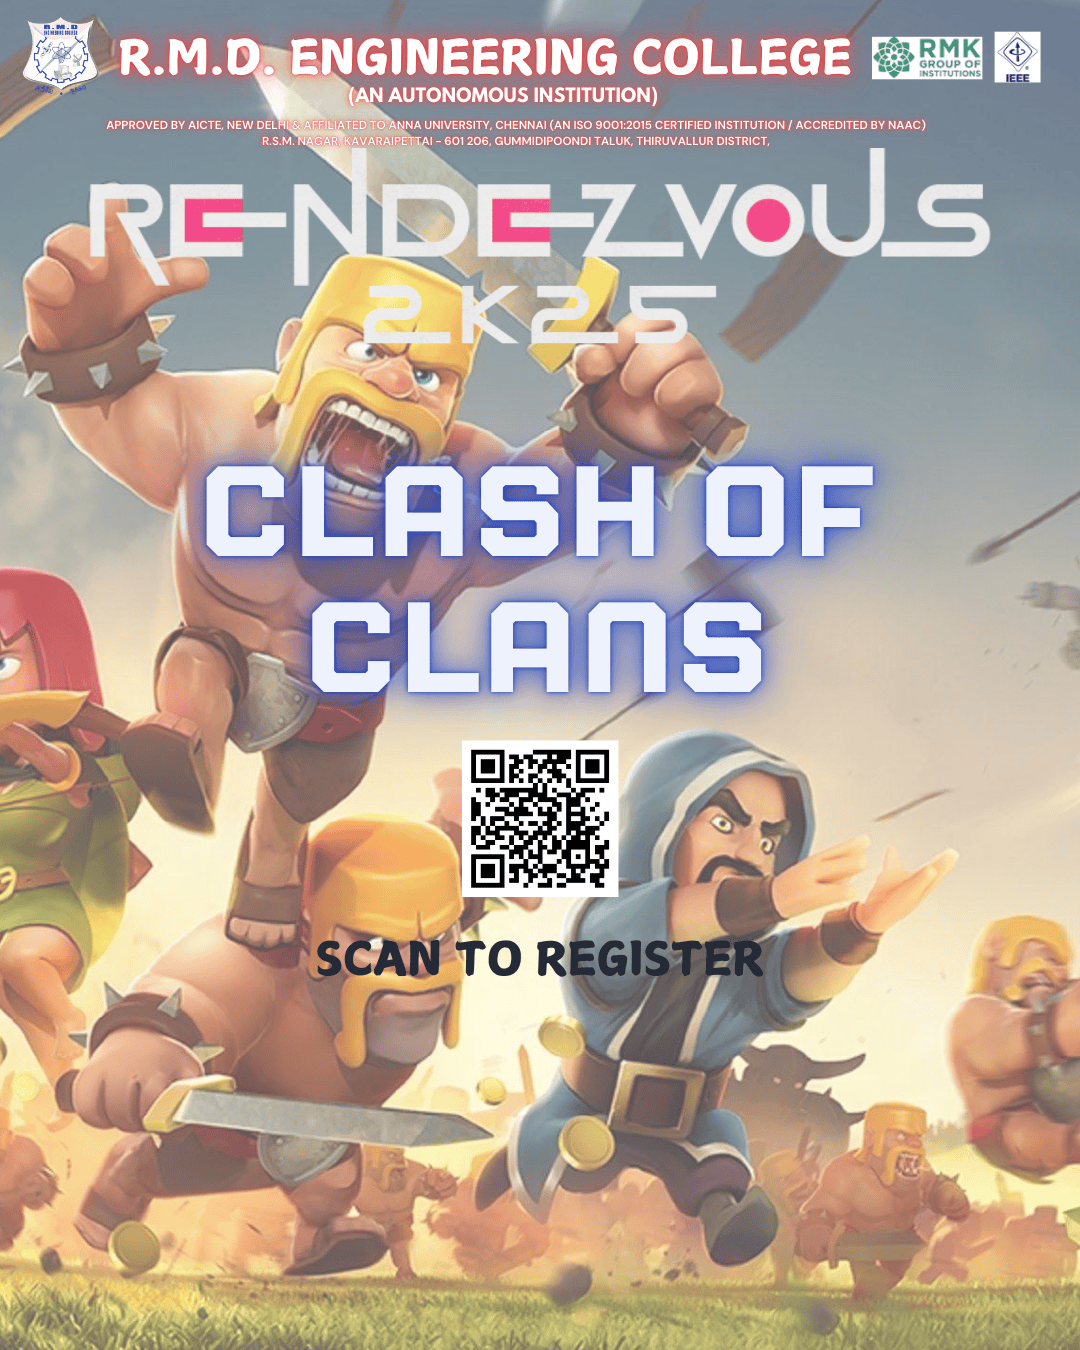 R.M.D
ENGINEERING COLLEGE
R.M.D. ENGINEERING COLLEGE
(AN AUTONOMOUS INSTITUTION)
RMK
GROUP OF
INSTITUTIONS
IEEE
APPROVED BY AICTE, NEW DELHI & AFFILIATED TO ANNA UNIVERSITY, CHENNAI (AN ISO 9001:2015 CERTIFIED INSTITUTION / ACCREDITED BY NAAC)
R.S.M. NAGAR, KAVARAIPETTAI - 601 206, GUMMIDIPOONDI TALUK, THIRUVALLUR DISTRICT,
RENDEZVOUS
2K25
CLASH OF
CLANS
SCAN TO REGISTER